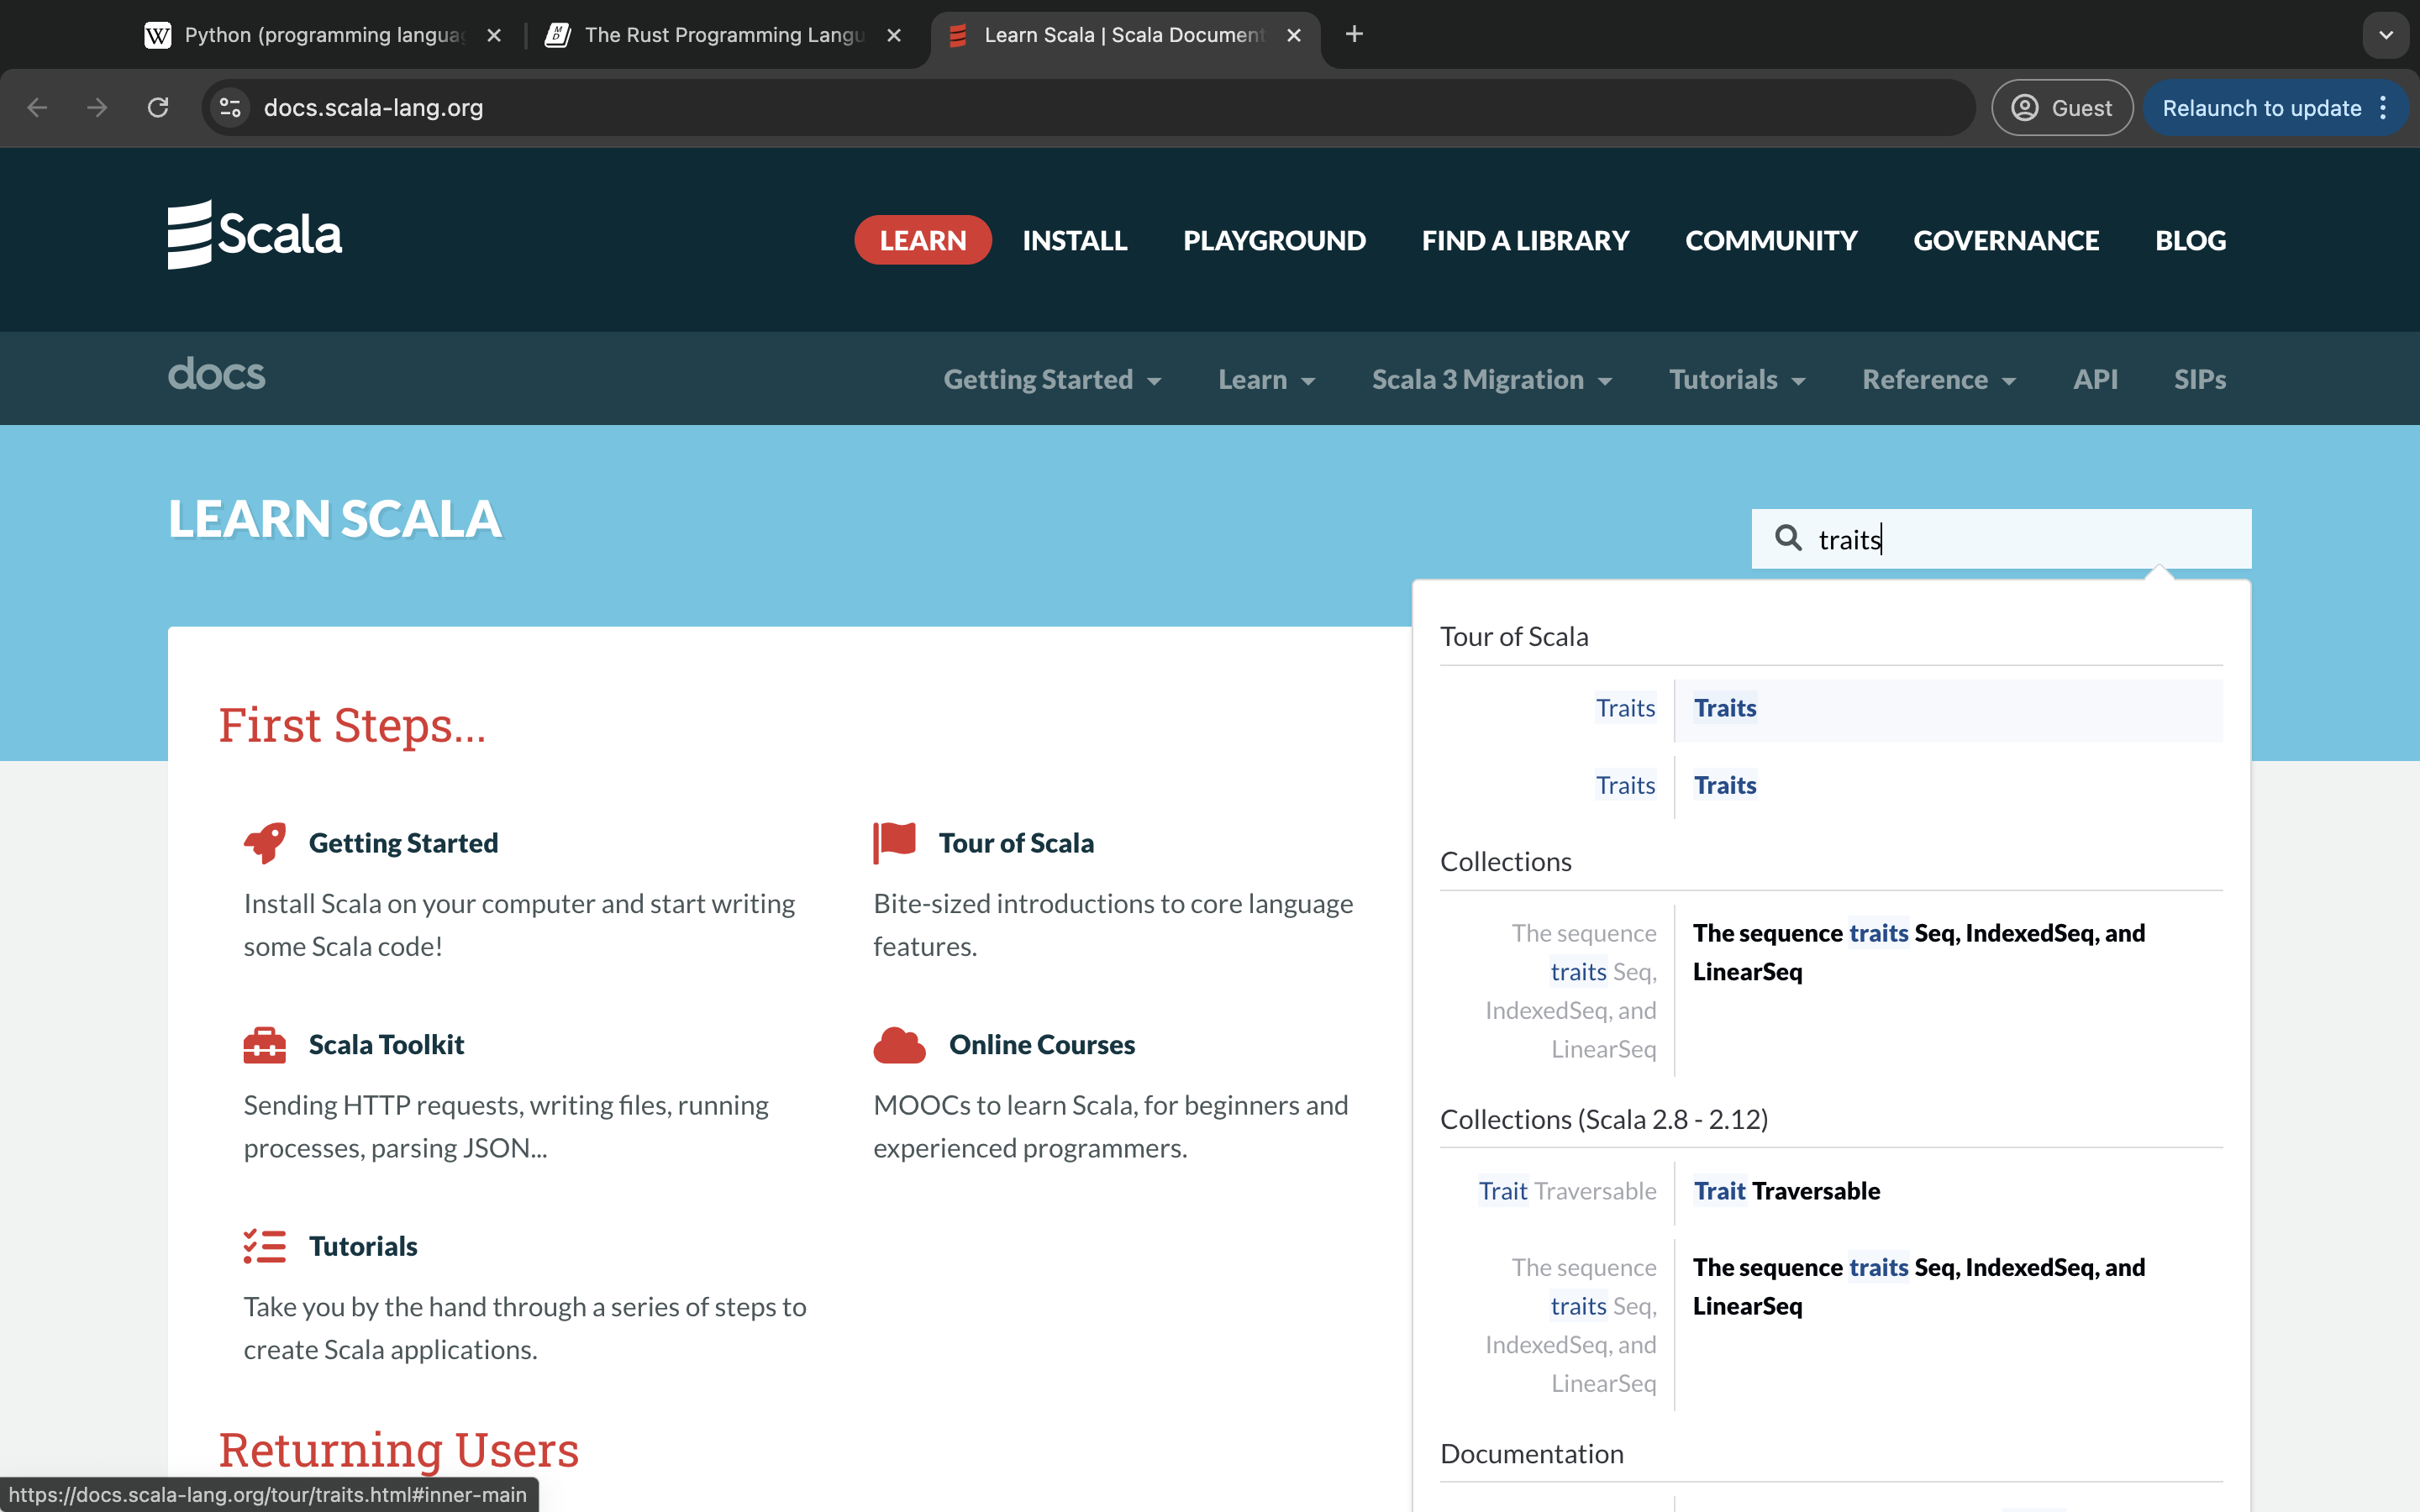 Python (programming langua
The Rust Programming Langu
Learn Scala | Scala Document
docs.scala-lang.org
Guest
Relaunch to update
Scala
LEARN
INSTALL
PLAYGROUND
FIND A LIBRARY
COMMUNITY
GOVERNANCE
BLOG
docs
Getting Started
Learn
Scala 3 Migration
Tutorials
Reference
API
SIPs
LEARN SCALA
traits
First Steps...
Getting Started
Install Scala on your computer and start writing
some Scala code!
Tour of Scala
Bite-sized introductions to core language
features.
Scala Toolkit
Sending HTTP requests, writing files, running
processes, parsing JSON...
Online Courses
MOOCs to learn Scala, for beginners and
experienced programmers.
Tutorials
Take you by the hand through a series of steps to
create Scala applications.
Returning Users
Tour of Scala
Traits
Traits
Traits
Traits
Collections
The sequence
traits Seq,
IndexedSeq, and
LinearSeq
The sequence traits Seq, IndexedSeq, and
LinearSeq
Collections (Scala 2.8 - 2.12)
Trait Traversable
Trait Traversable
The sequence
traits Seq,
IndexedSeq, and
LinearSeq
The sequence traits Seq, IndexedSeq, and
LinearSeq
Documentation
https://docs.scala-lang.org/tour/traits.html#inner-main